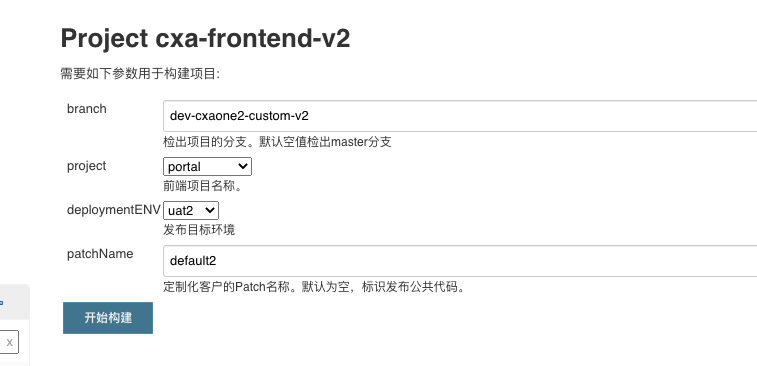 Project cxa-frontend-v2
需要如下参数用于构建项目:
branch
dev-cxaone2-custom-v2
检出项目的分支。默认空值检出master分支
project
portal
前端项目名称。
deploymentENV
uat2
发布目标环境
patchName
default2
定制化客户的Patch名称。默认为空，标识发布公共代码。
开始构建
x